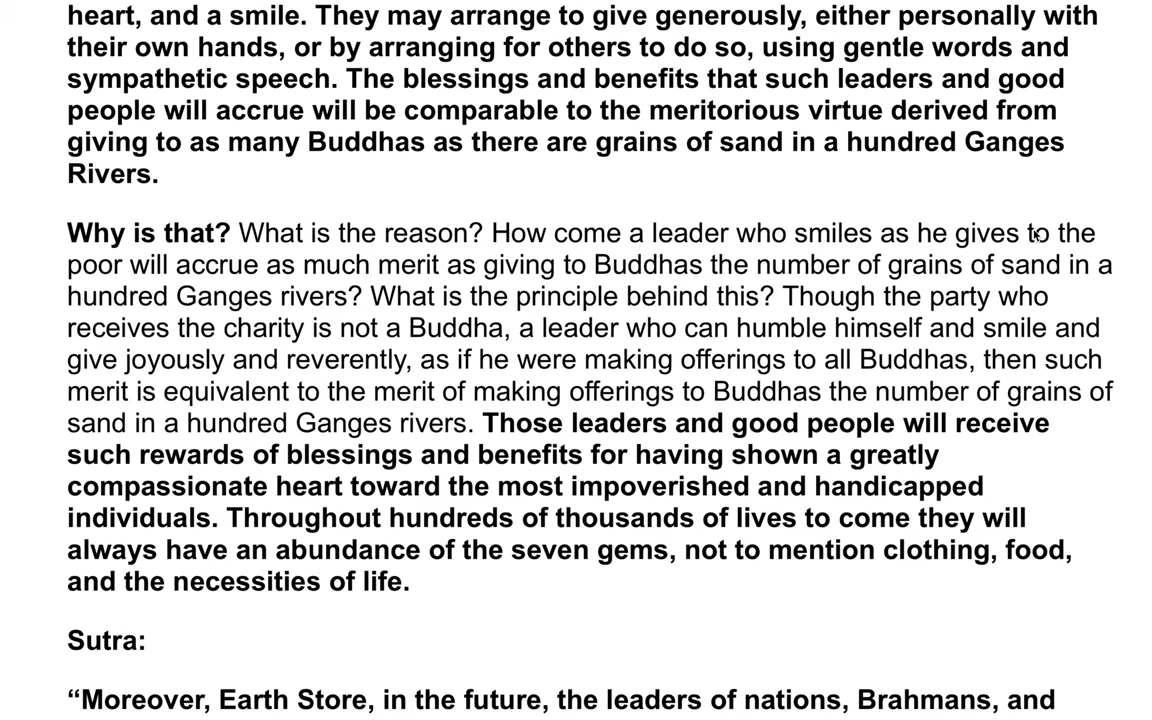 heart, and a smile. They may arrange to give generously, either personally with
their own hands, or by arranging for others to do so, using gentle words and
sympathetic speech. The blessings and benefits that such leaders and good
people will accrue will be comparable to the meritorious virtue derived from
giving to as many Buddhas as there are grains of sand in a hundred Ganges
Rivers.
Why is that? What is the reason? How come a leader who smiles as he gives to the
poor will accrue as much merit as giving to Buddhas the number of grains of sand in a
hundred Ganges rivers? What is the principle behind this? Though the party who
receives the charity is not a Buddha, a leader who can humble himself and smile and
give joyously and reverently, as if he were making offerings to all Buddhas, then such
merit is equivalent to the merit of making offerings to Buddhas the number of grains of
sand in a hundred Ganges rivers. Those leaders and good people will receive
such rewards of blessings and benefits for having shown a greatly
compassionate heart toward the most impoverished and handicapped
individuals. Throughout hundreds of thousands of lives to come they will
always have an abundance of the seven gems, not to mention clothing, food,
and the necessities of life.
Sutra:
“Moreover, Earth Store, in the future, the leaders of nations, Brahmans, and